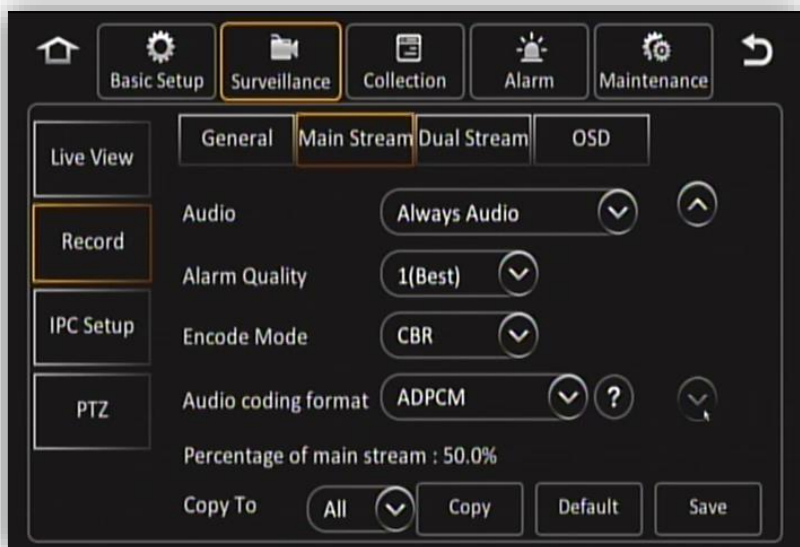 Basic Setup Surveillance Collection Alarm Maintenance
General Main Stream Dual Stream OSD
Live View
Record
IPC Setup
PTZ
Audio Always Audio
Alarm Quality 1(Best)
Encode Mode CBR
Audio coding format ADPCM ?
Percentage of main stream : 50.0%
Copy To All Copy Default Save